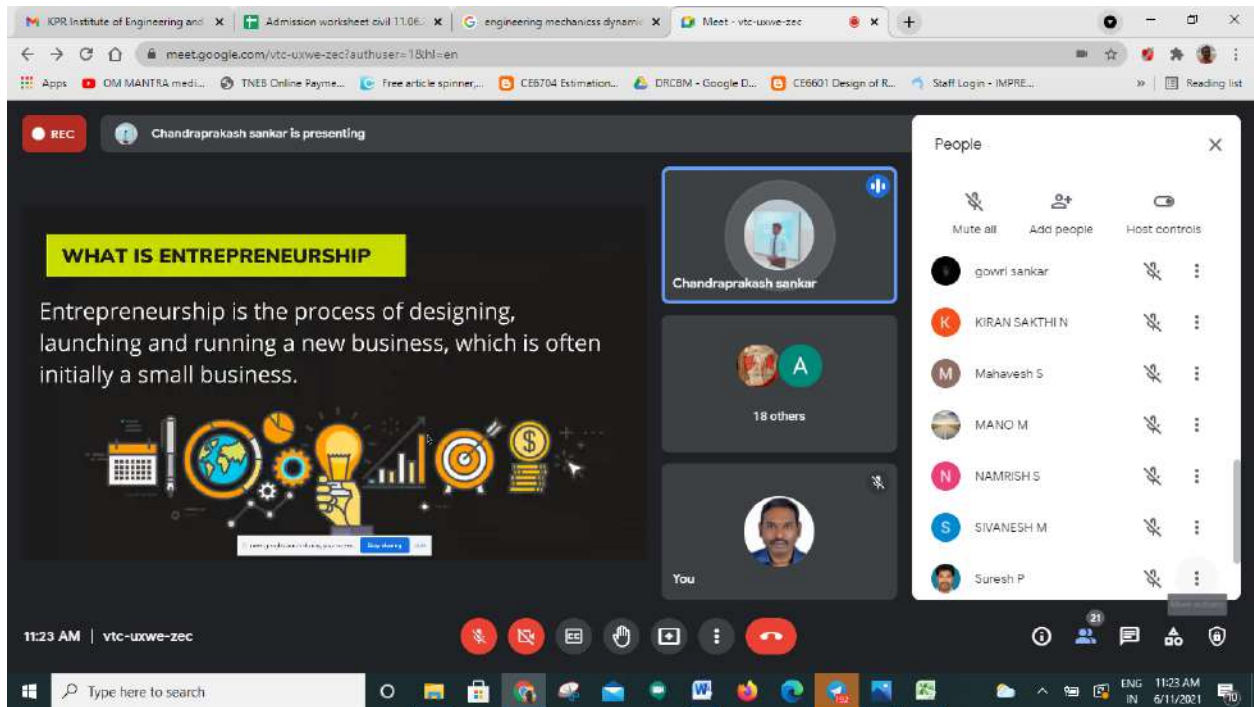 KPR Institute of Engineering and
Admission worksheet civil 11.06.
engineering mechanicss dynamic
Meet - vtc-uxwe-zec
meet.google.com/vtc-uxwe-zec?authuser=1&hl=en
Apps
OM MANTRA medi...
TNEB Online Payme...
Free article spinner,...
CE6704 Estimation...
DRCBM - Google D...
CE6601 Design of R...
Staff Login - IMPRE...
Reading list
REC
Chandraprakash sankar is presenting
WHAT IS ENTREPRENEURSHIP
Entrepreneurship is the process of designing,
launching and running a new business, which is often
initially a small business.
Stop sharing
Chandraprakash sankar
A
18 others
You
People
Mute all
Add people
Host controls
gowri sankar
K KIRAN SAKTHI N
M Mahavesh S
MANO M
N NAMRISH S
S SIVANESH M
Suresh P
11:23 AM | vtc-uxwe-zec
21
Type here to search
ENG
IN
11:23 AM
6/11/2021